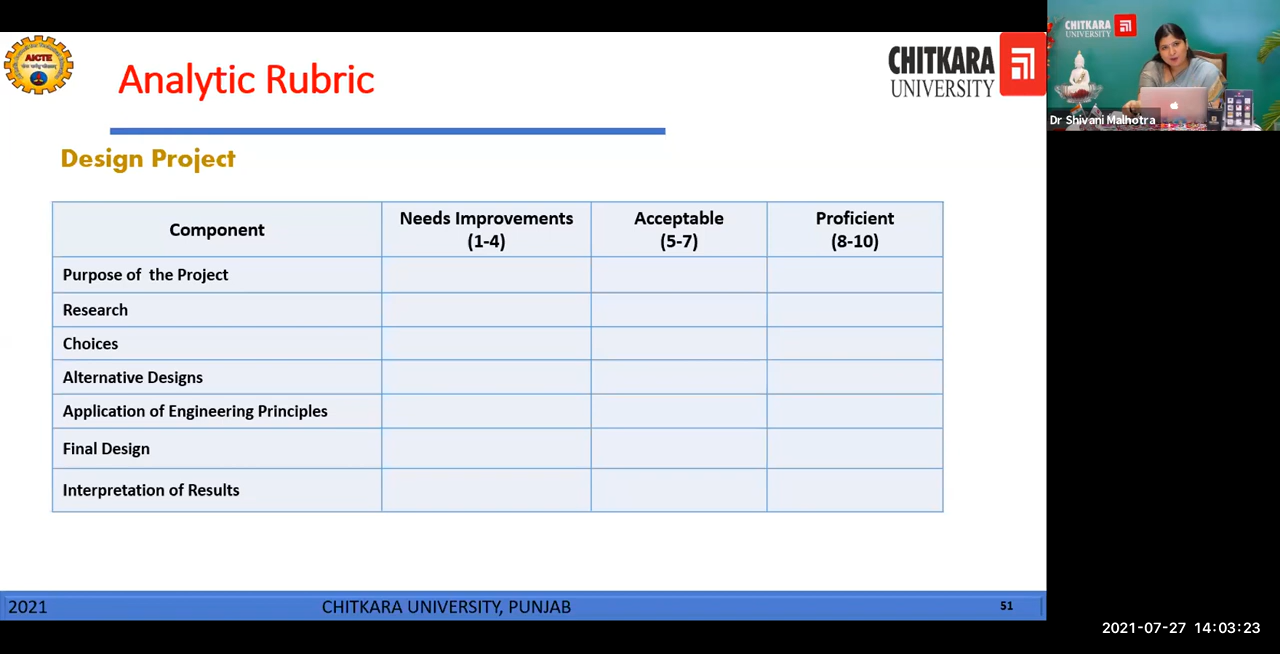 AICTE
Analytic Rubric
CHITKARA
UNIVERSITY
CHITKARA
UNIVERSITY
Dr Shivani Malhotra
Design Project
Component
Needs Improvements
(1-4)
Acceptable
(5-7)
Proficient
(8-10)
Purpose of the Project
Research
Choices
Alternative Designs
Application of Engineering Principles
Final Design
Interpretation of Results
2021
CHITKARA UNIVERSITY, PUNJAB
51
2021-07-27 14:03:23